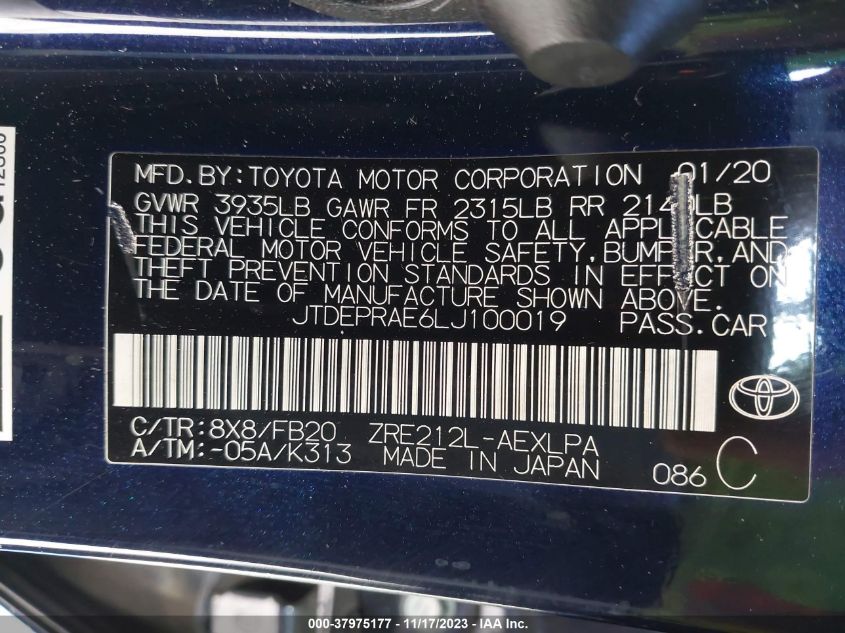 MFD.BY:TOYOTA MOTOR CORPORATION 01/20
GVWR 3935LB GAWR FR 2315LB RR
THIS VEHICLE CONFORMS TO ALL APPLICABLE
FEDERAL MOTOR VEHICLE SAFETY,BUMPER,AND
THEFT PREVENTION STANDARDS IN EFFECT ON
THE DATE OF MANUFACTURE SHOWN ABOVE.
JTDEPRAE6LJ100019 PASS.CAR
C/TR:8X8/FB20 ZRE212L-AEXLPA
A/TM:-05A/K313 MADE IN JAPAN
086 C
000-37975177 - 11/17/2023 - IAA Inc.